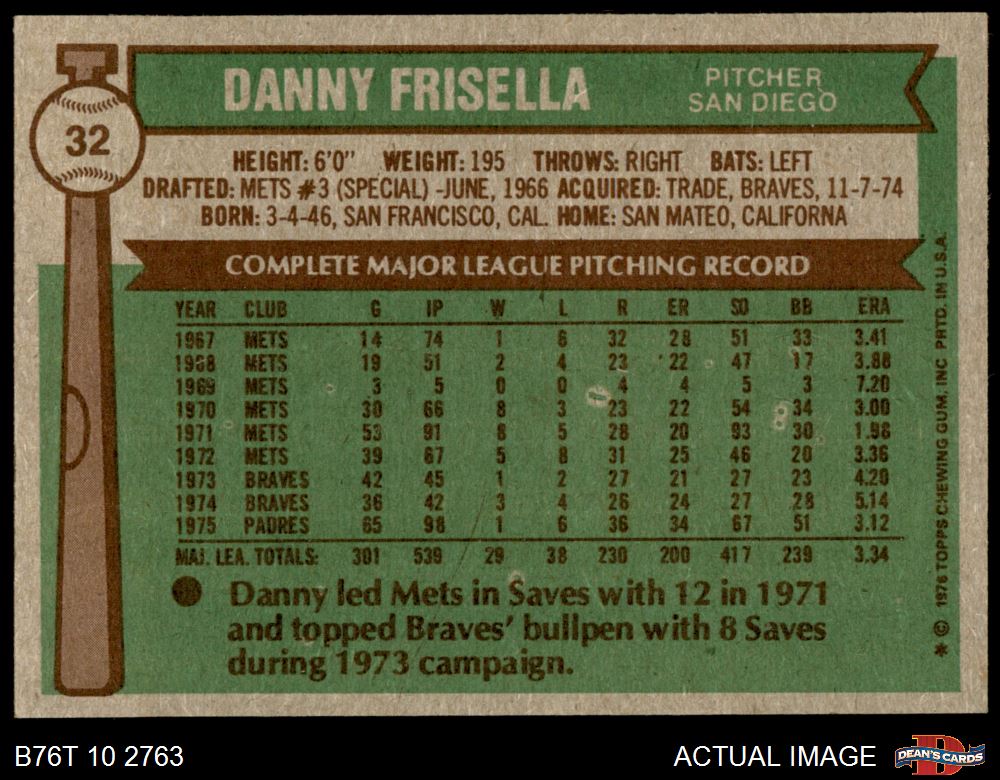 DANNY FRISELLA
PITCHER
SAN DIEGO
32
HEIGHT: 6'0" WEIGHT: 195 THROWS: RIGHT BATS: LEFT
DRAFTED: METS #3 (SPECIAL) -JUNE, 1966 ACQUIRED: TRADE, BRAVES, 11-7-74
BORN: 3-4-46, SAN FRANCISCO, CAL. HOME: SAN MATEO, CALIFORNA
COMPLETE MAJOR LEAGUE PITCHING RECORD
YEAR CLUB G IP W L R ER SO BB ERA
1967 METS 14 74 1 6 32 28 51 33 3.41
1968 METS 19 51 2 4 23 22 47 17 3.88
1969 METS 3 5 0 0 4 4 5 3 7.20
1970 METS 30 66 8 3 23 22 54 34 3.00
1971 METS 53 91 8 5 28 20 93 30 1.98
1972 METS 39 67 5 8 31 25 46 20 3.36
1973 BRAVES 42 45 1 2 27 21 27 23 4.20
1974 BRAVES 36 42 3 4 26 24 27 28 5.14
1975 PADRES 65 98 1 6 36 34 67 51 3.12
MAJ. LEA. TOTALS: 301 539 29 38 230 200 417 239 3.34
● Danny led Mets in Saves with 12 in 1971
and topped Braves' bullpen with 8 Saves
during 1973 campaign.
* © 1976 TOPPS CHEWING GUM, INC PRTD. IN U.S.A.
B76T 10 2763
ACTUAL IMAGE
DEAN'S CARDS